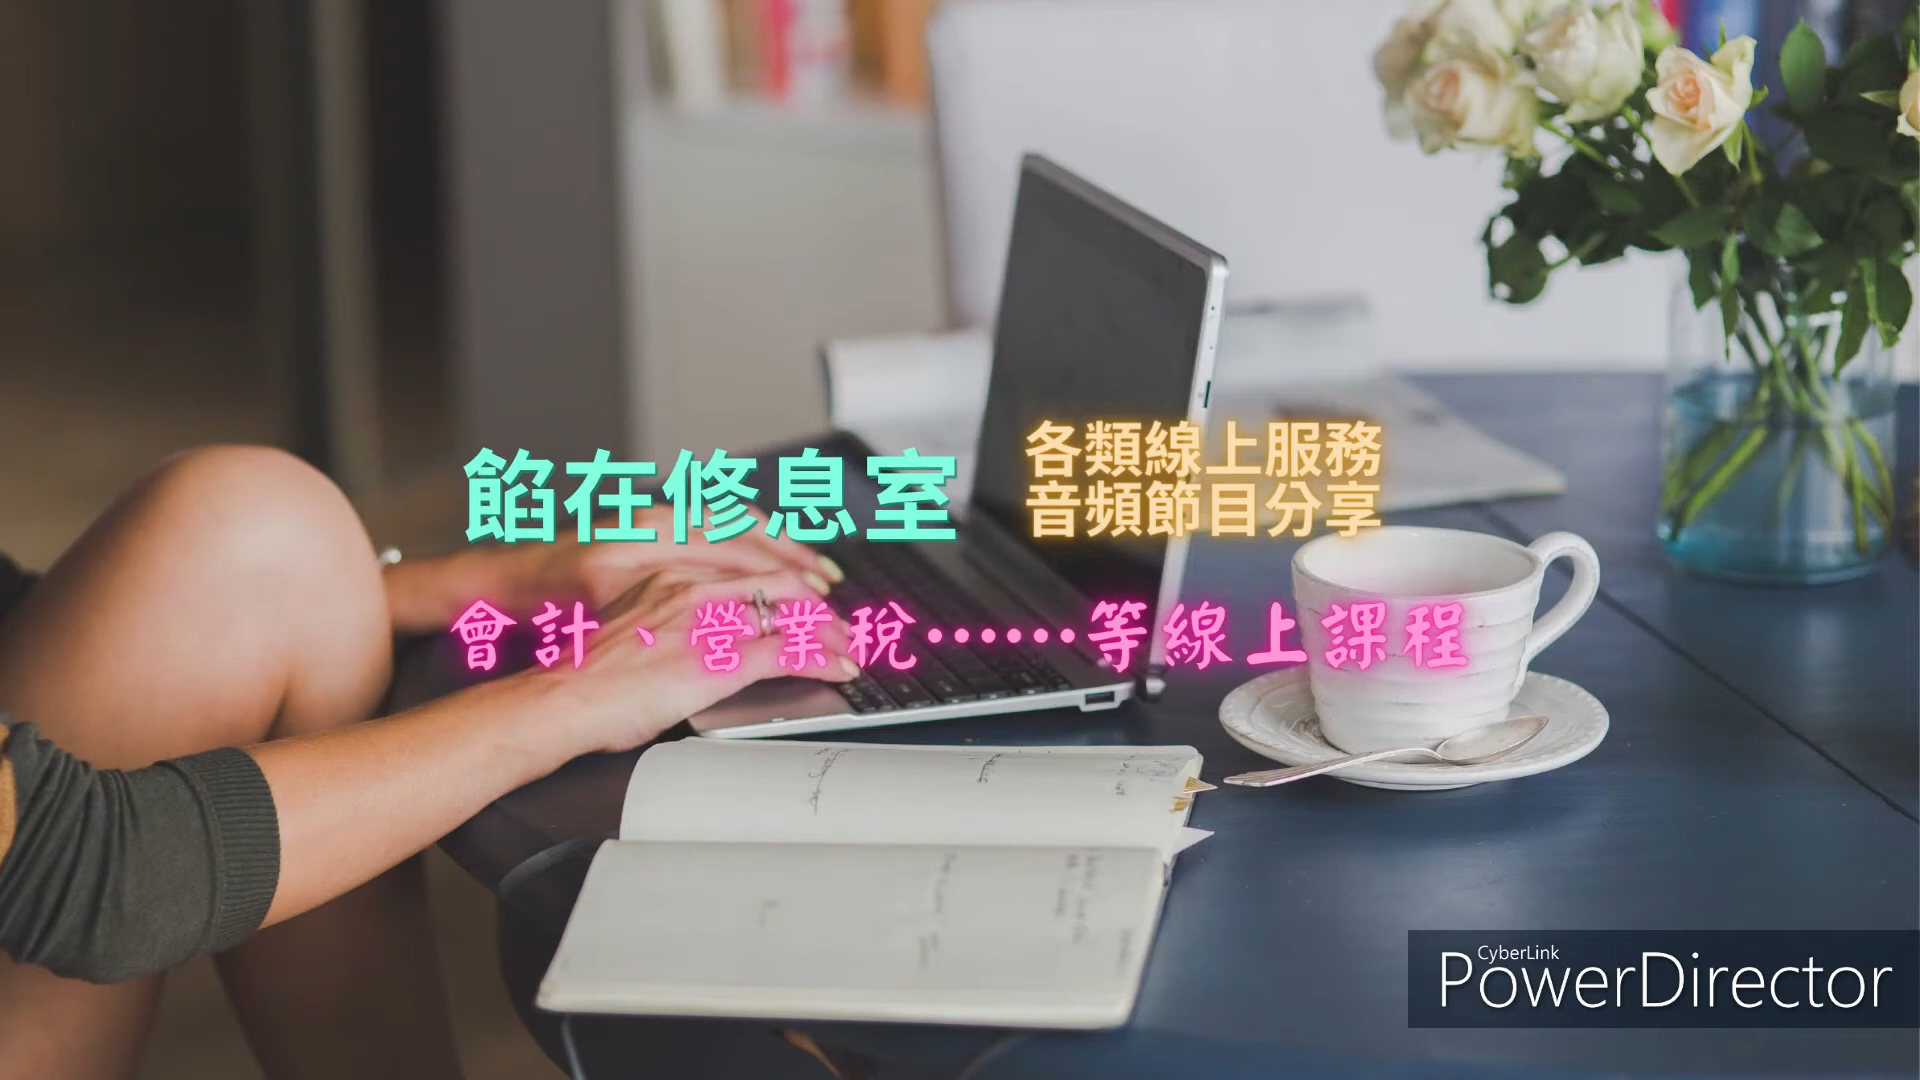 餡在修息室
各類線上服務
音頻節目分享
會計、營業稅……等線上課程
CyberLink
PowerDirector